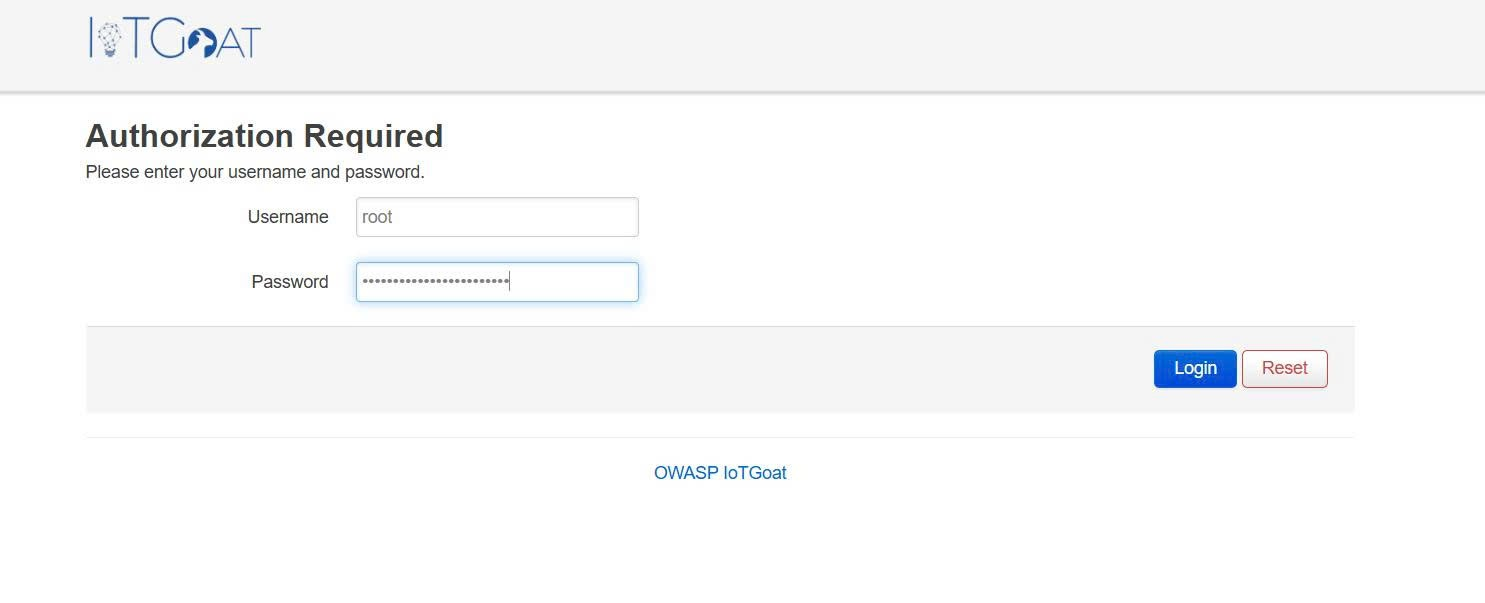 IoTGoat
Authorization Required
Please enter your username and password.
Username root
Password ••••••••••••••••••••••••
Login Reset
OWASP IoTGoat